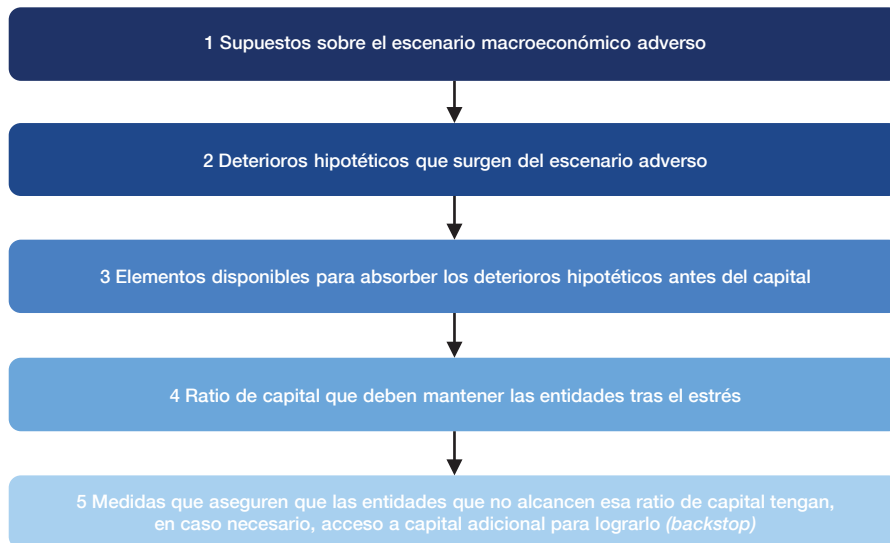 1 Supuestos sobre el escenario macroeconómico adverso
2 Deterioros hipotéticos que surgen del escenario adverso
3 Elementos disponibles para absorber los deterioros hipotéticos antes del capital
4 Ratio de capital que deben mantener las entidades tras el estrés
5 Medidas que aseguren que las entidades que no alcancen esa ratio de capital tengan,
en caso necesario, acceso a capital adicional para lograrlo (backstop)